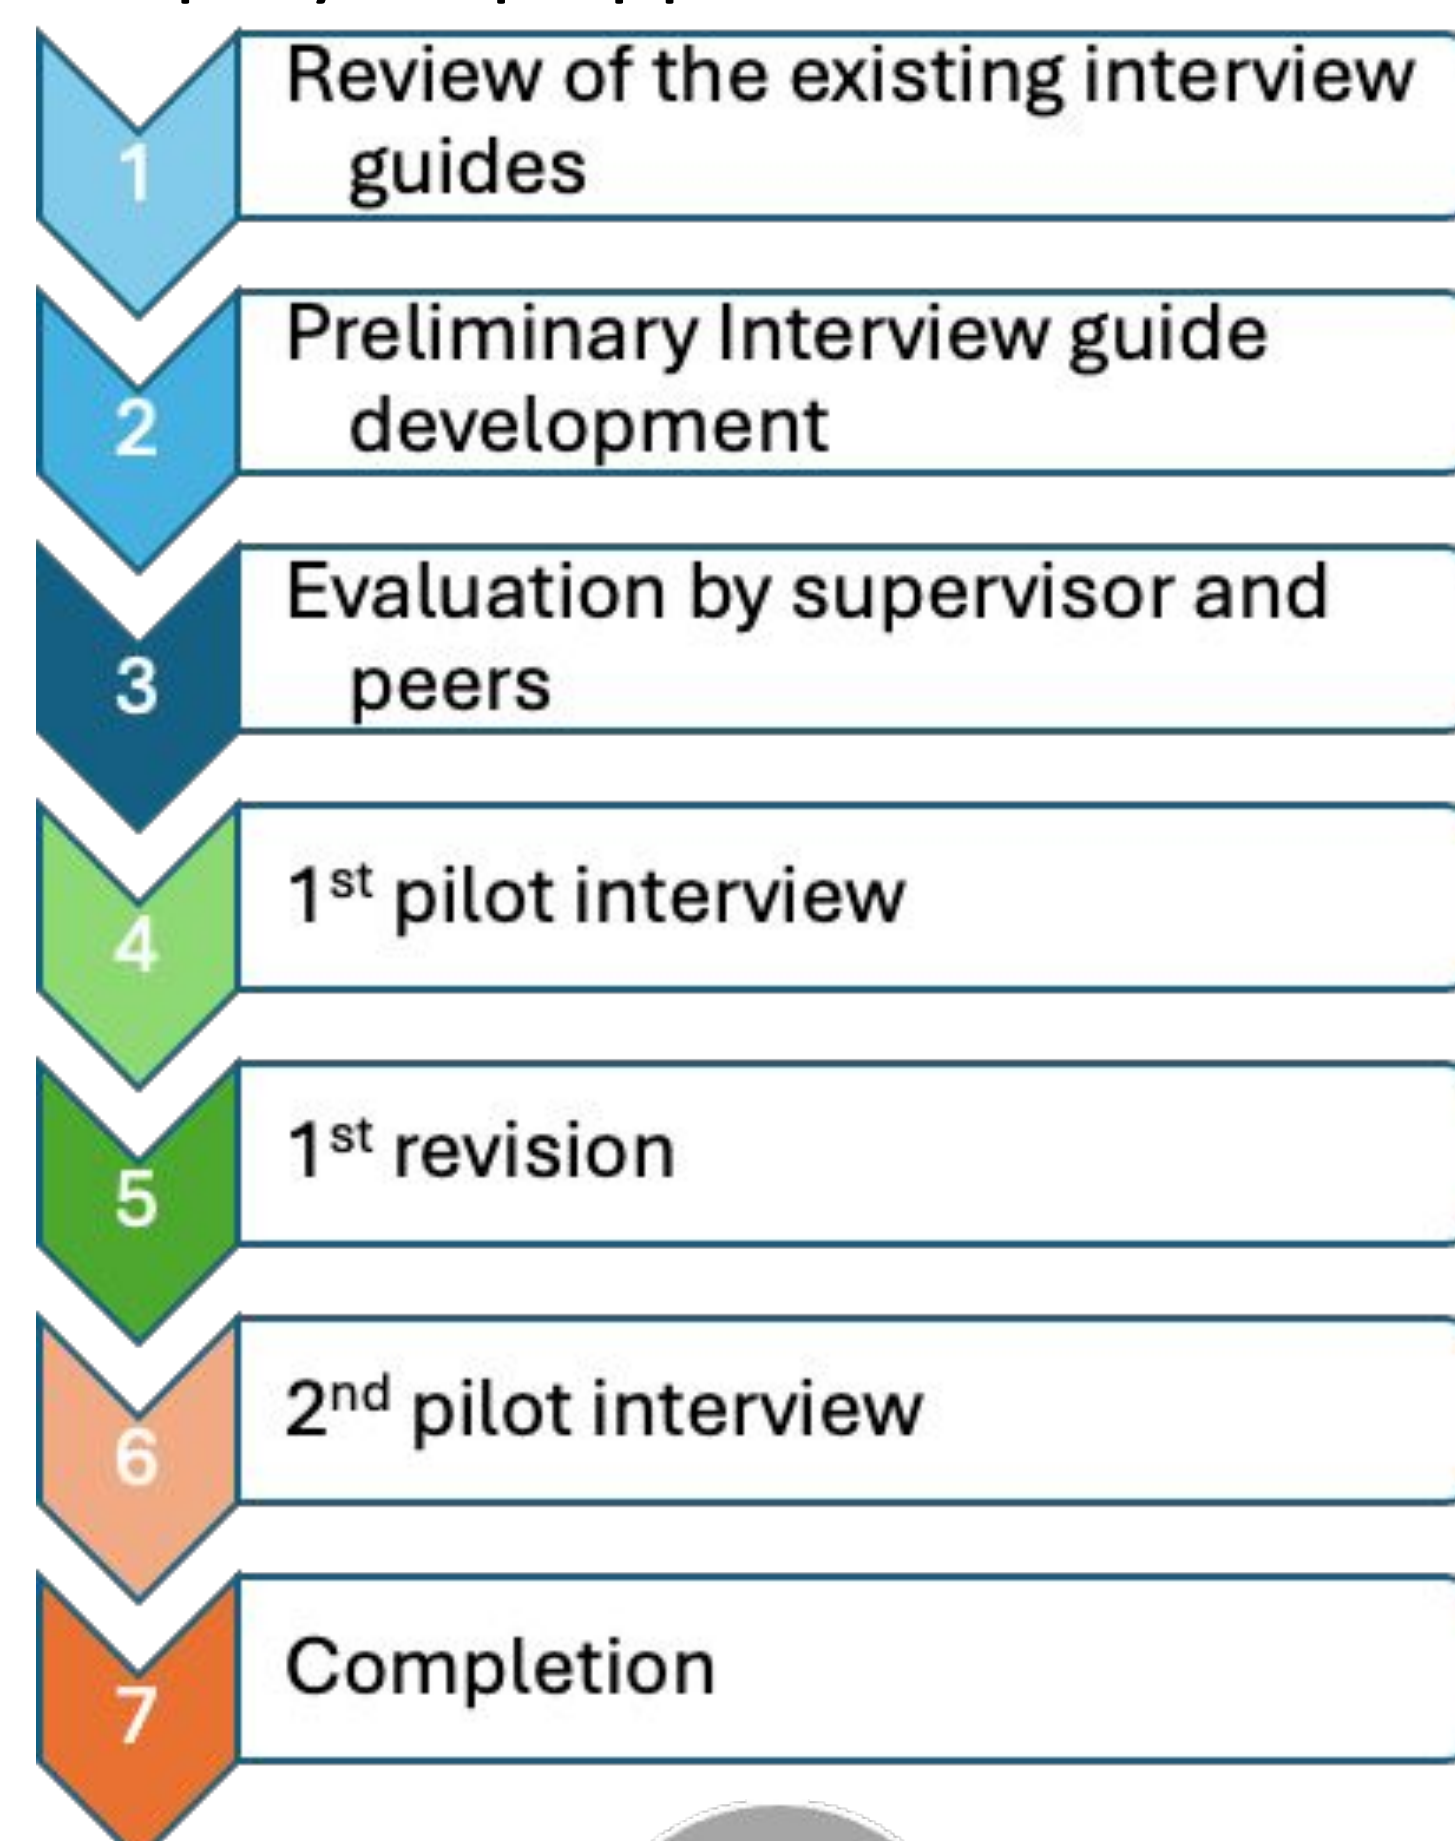 1
Review of the existing interview
guides
2
Preliminary Interview guide
development
3
Evaluation by supervisor and
peers
4
1st pilot interview
5
1st revision
6
2nd pilot interview
7
Completion